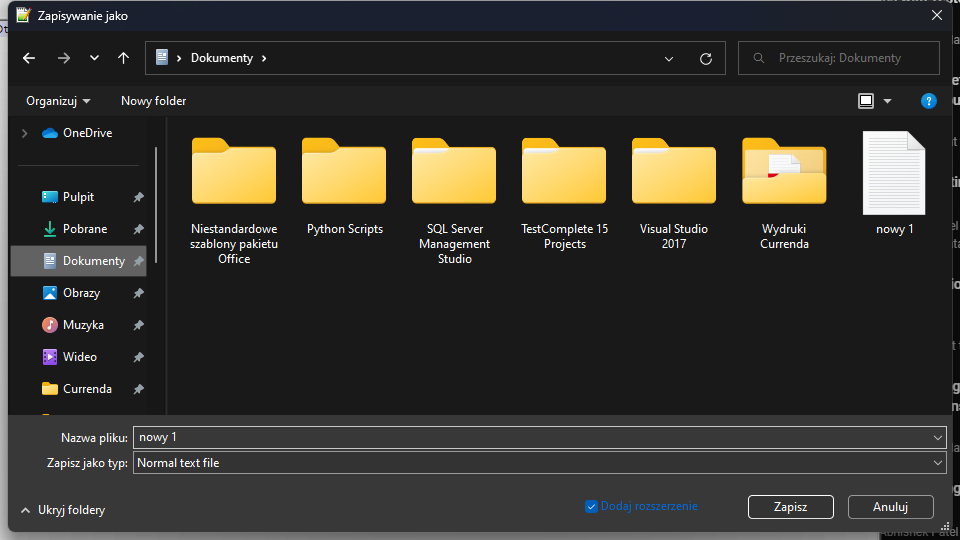 Zapisywanie jako
Dokumenty
Przeszukaj: Dokumenty
Organizuj
Nowy folder
OneDrive
Pulpit
Pobrane
Dokumenty
Obrazy
Muzyka
Wideo
Currenda
Niestandardowe
szablony pakietu
Office
Python Scripts
SQL Server
Management
Studio
TestComplete 15
Projects
Visual Studio
2017
Wydruki
Currenda
nowy 1
Nazwa pliku: nowy 1
Zapisz jako typ: Normal text file
Ukryj foldery
Dodaj rozszerzenie
Zapisz
Anuluj
Abhishek Patel